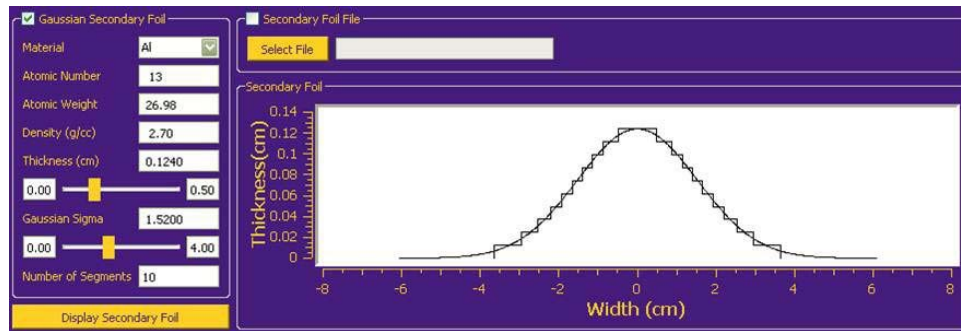 Gaussian Secondary Foil
Material Al
Atomic Number 13
Atomic Weight 26.98
Density (g/cc) 2.70
Thickness (cm) 0.1240
0.00 0.50
Gaussian Sigma 1.5200
0.00 4.00
Number of Segments 10
Display Secondary Foil
Secondary Foil File
Select File
Secondary Foil
Thickness(cm)
0.14
0.12
0.1
0.08
0.06
0.04
0.02
0
-8 -6 -4 -2 0 2 4 6 8
Width (cm)